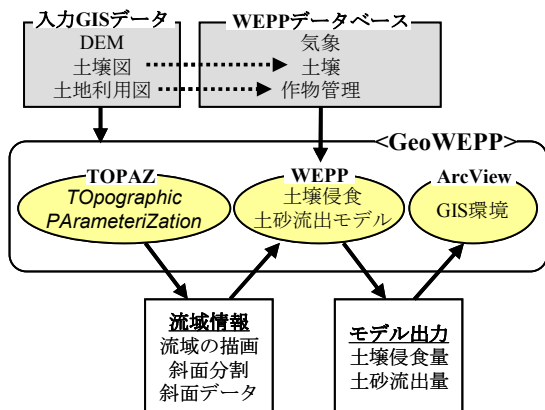 入力GISデータ
DEM
土壌図
土地利用図
WEPPデータベース
気象
土壌
作物管理
<GeoWEPP>
TOPAZ
TOpographic
PArameteriZation
WEPP
土壌侵食
土砂流出モデル
ArcView
GIS環境
流域情報
流域の描画
斜面分割
斜面データ
モデル出力
土壌侵食量
土砂流出量